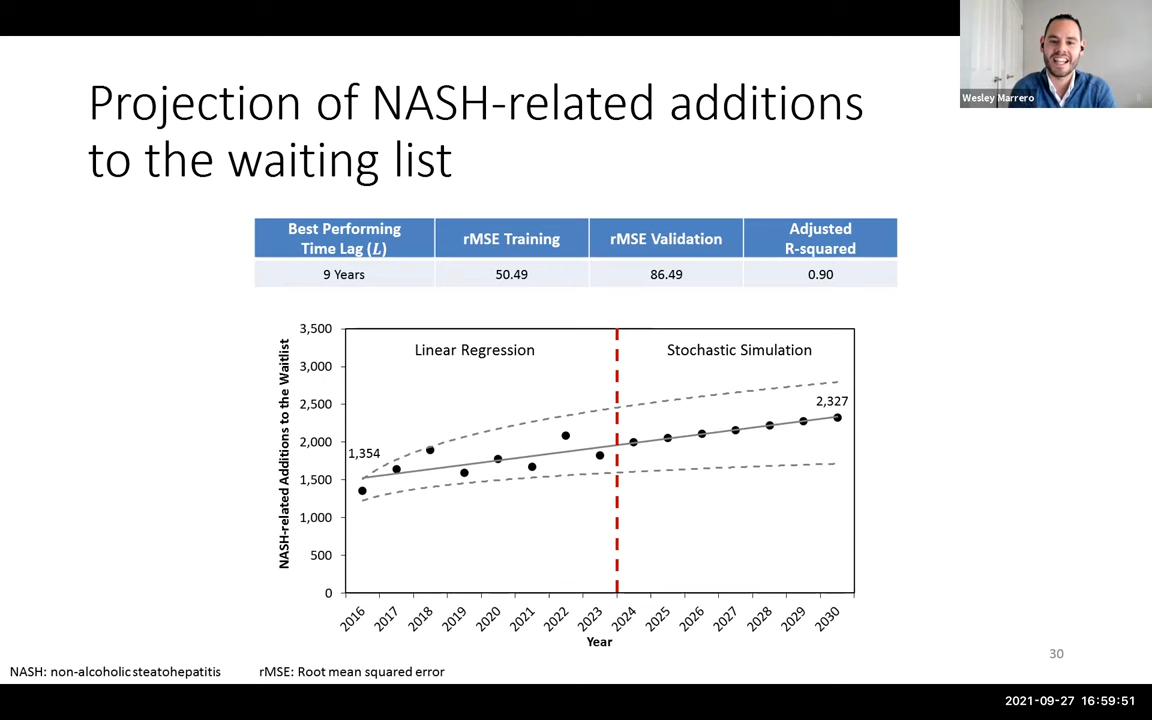 Wesley Marrero
Projection of NASH-related additions
to the waiting list
Best Performing
Time Lag (L)
rMSE Training
rMSE Validation
Adjusted
R-squared
9 Years
50.49
86.49
0.90
NASH-related Additions to the Waitlist
3,500
3,000
2,500
2,000
1,500
1,000
500
0
Linear Regression
Stochastic Simulation
1,354
2,327
2016
2017
2018
2019
2020
2021
2022
2023
2024
2025
2026
2027
2028
2029
2030
Year
30
NASH: non-alcoholic steatohepatitis
rMSE: Root mean squared error
2021-09-27 16:59:51